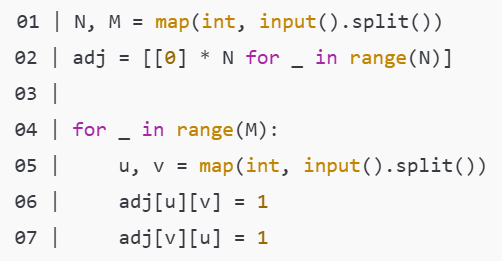 01 | N, M = map(int, input().split())
02 | adj = [[0] * N for _ in range(N)]
03 |
04 | for _ in range(M):
05 |     u, v = map(int, input().split())
06 |     adj[u][v] = 1
07 |     adj[v][u] = 1